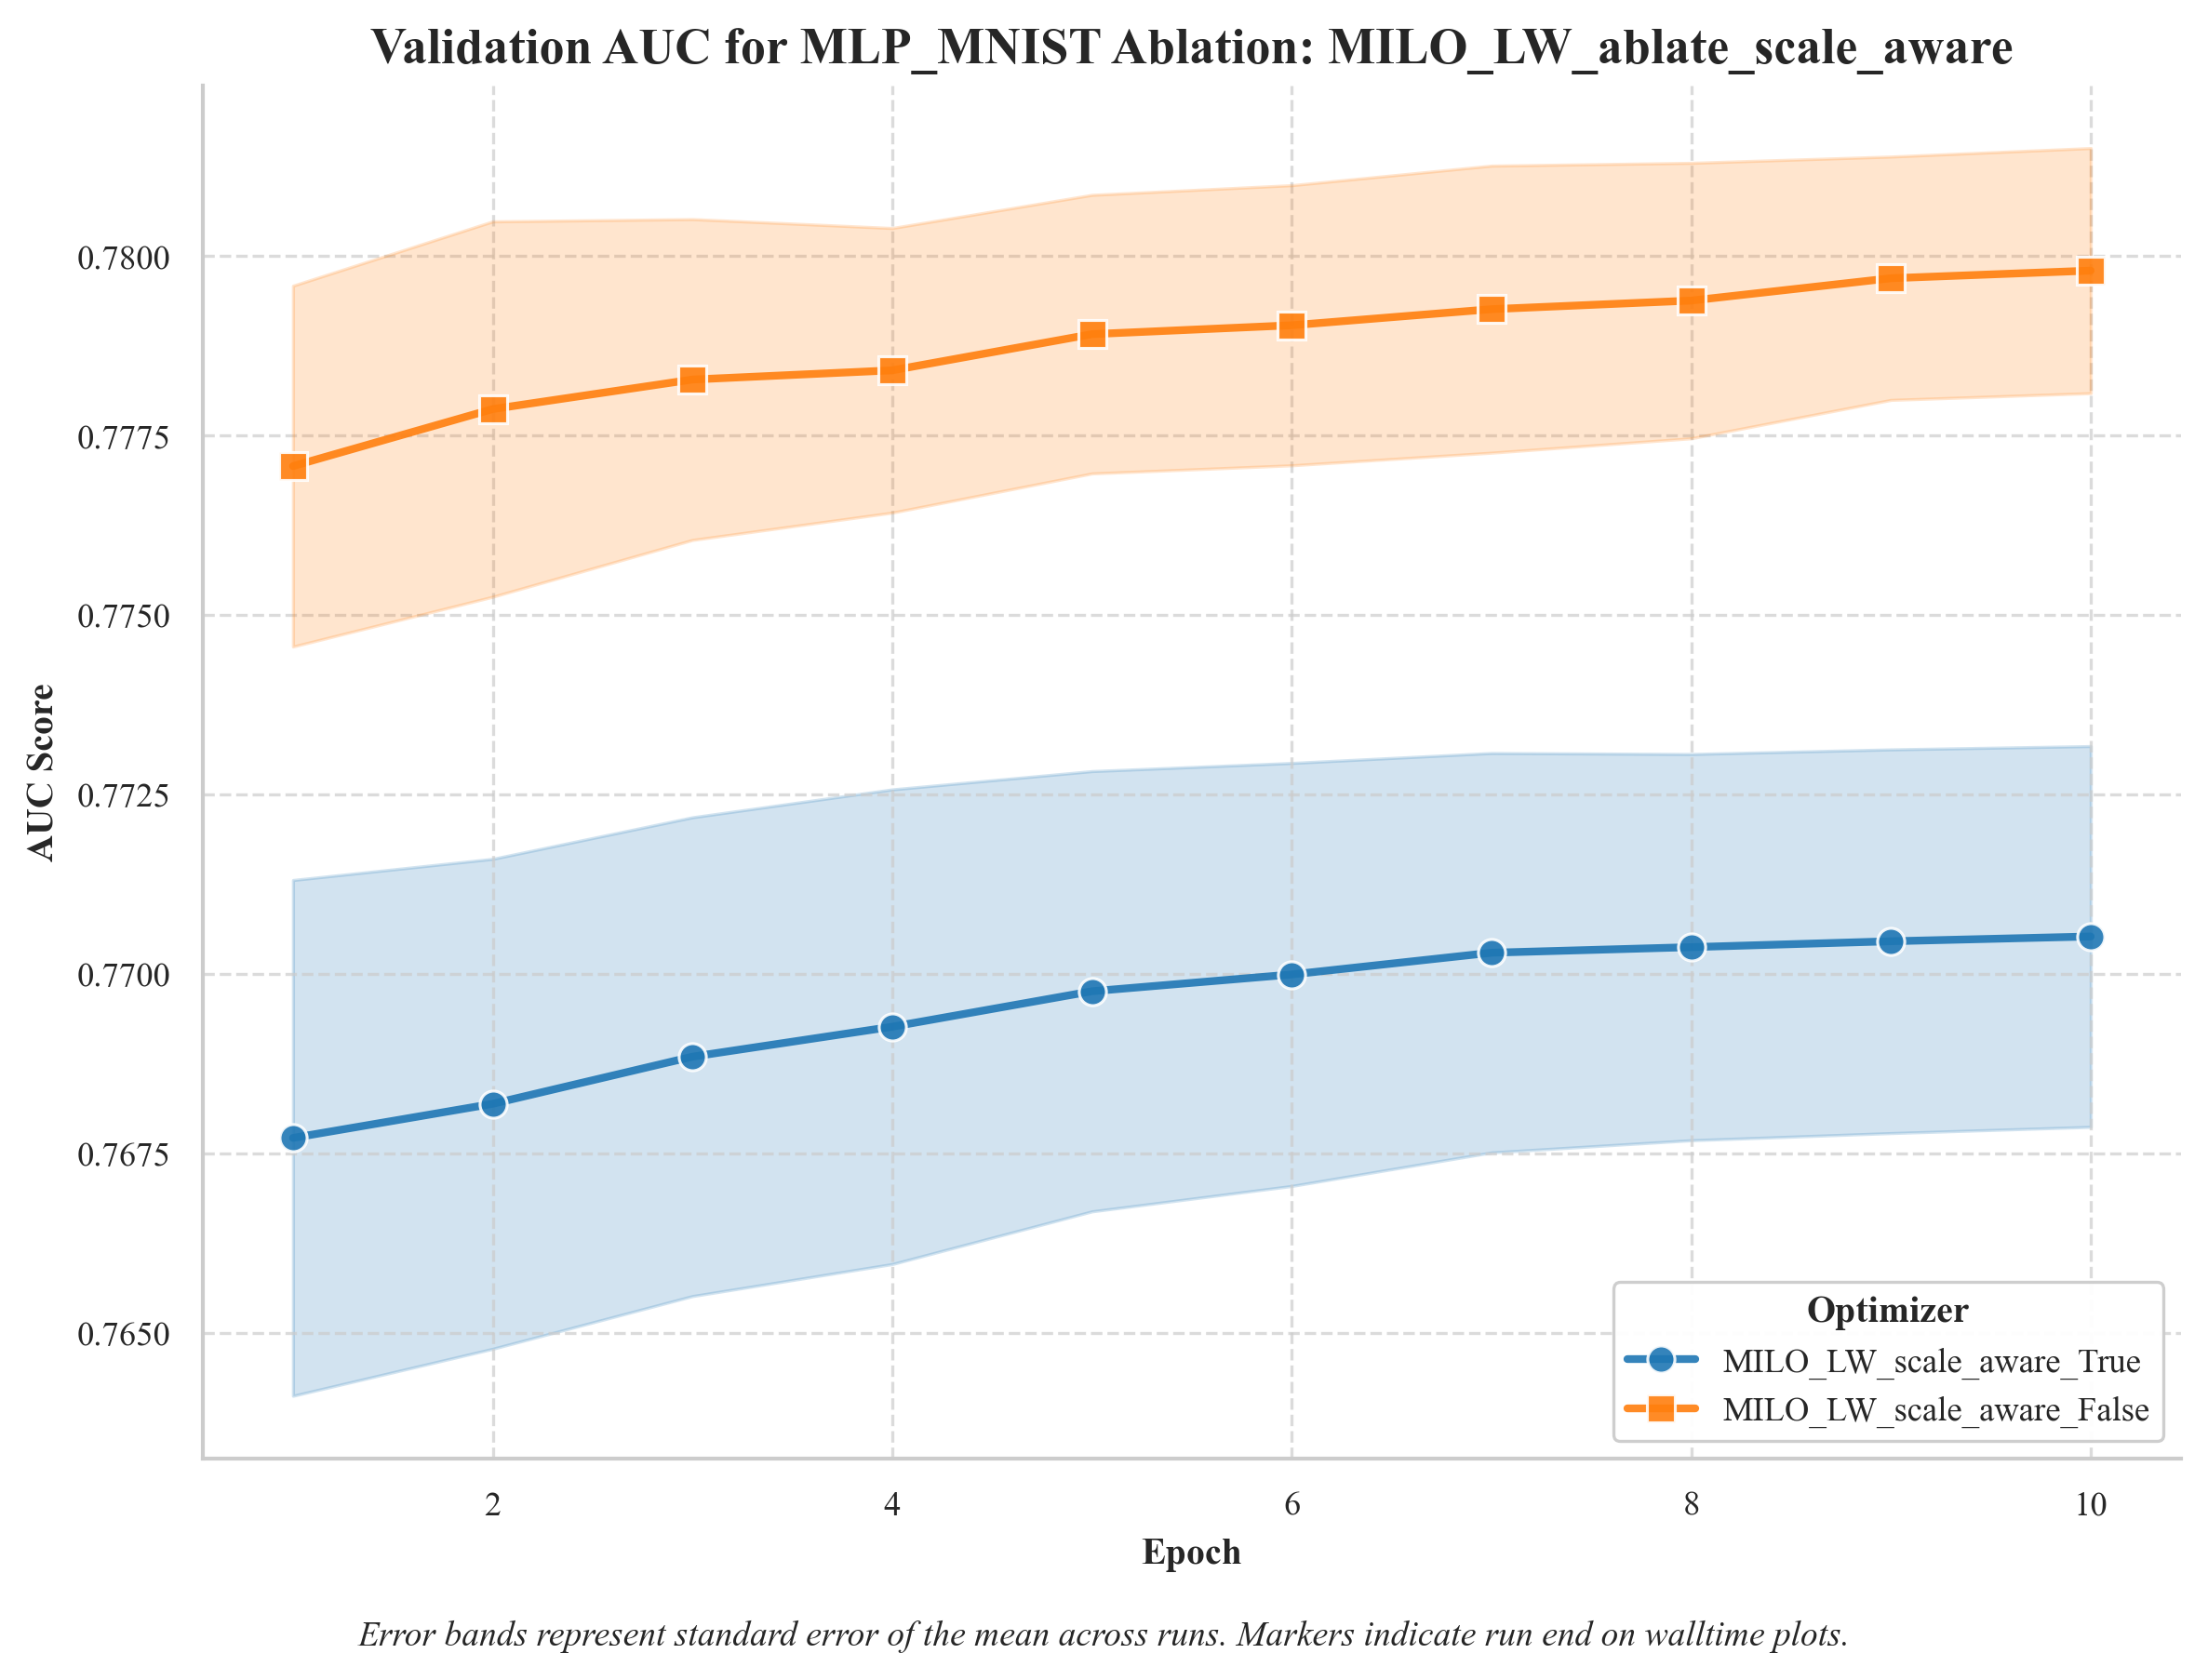 Validation AUC for MLP_MNIST Ablation: MILO_LW_ablate_scale_aware
AUC Score
0.7800
0.7775
0.7750
0.7725
0.7700
0.7675
0.7650
Optimizer
MILO_LW_scale_aware_True
MILO_LW_scale_aware_False
2 4 6 8 10
Epoch
Error bands represent standard error of the mean across runs. Markers indicate run end on walltime plots.